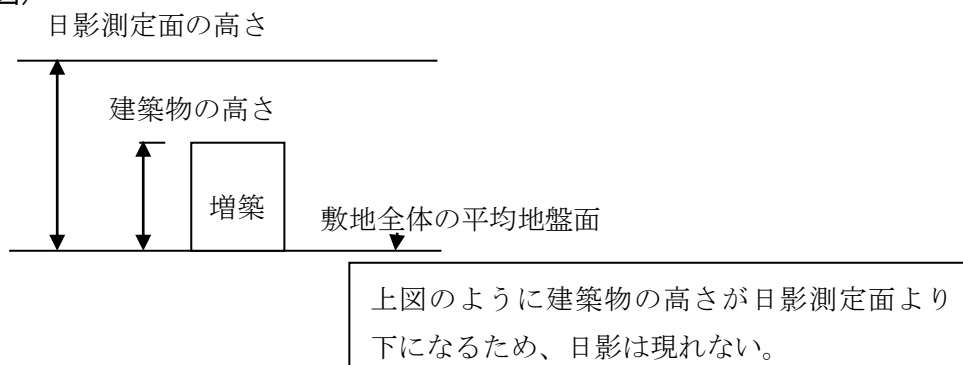 図）
日影測定面の高さ
建築物の高さ
増築
敷地全体の平均地盤面
上図のように建築物の高さが日影測定面より
下になるため、日影は現れない。